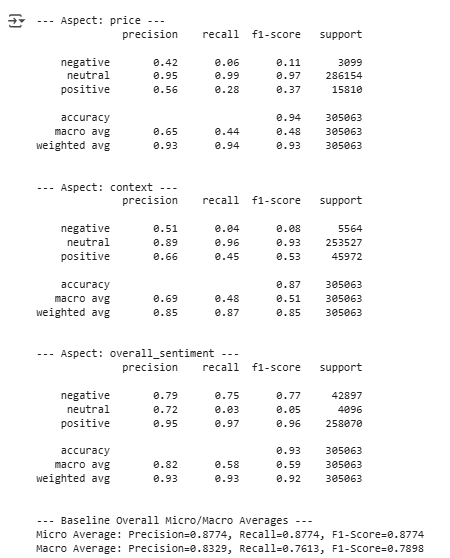 --- Aspect: price ---
precision recall f1-score support
negative 0.42 0.06 0.11 3099
neutral 0.95 0.99 0.97 286154
positive 0.56 0.28 0.37 15810
accuracy 0.94 305063
macro avg 0.65 0.44 0.48 305063
weighted avg 0.93 0.94 0.93 305063
--- Aspect: context ---
precision recall f1-score support
negative 0.51 0.04 0.08 5564
neutral 0.89 0.96 0.93 253527
positive 0.66 0.45 0.53 45972
accuracy 0.87 305063
macro avg 0.69 0.48 0.51 305063
weighted avg 0.85 0.87 0.85 305063
--- Aspect: overall_sentiment ---
precision recall f1-score support
negative 0.79 0.75 0.77 42897
neutral 0.72 0.03 0.05 4096
positive 0.95 0.97 0.96 258070
accuracy 0.93 305063
macro avg 0.82 0.58 0.59 305063
weighted avg 0.93 0.93 0.92 305063
--- Baseline Overall Micro/Macro Averages ---
Micro Average: Precision=0.8774, Recall=0.8774, F1-Score=0.8774
Macro Average: Precision=0.8329, Recall=0.7613, F1-Score=0.7898